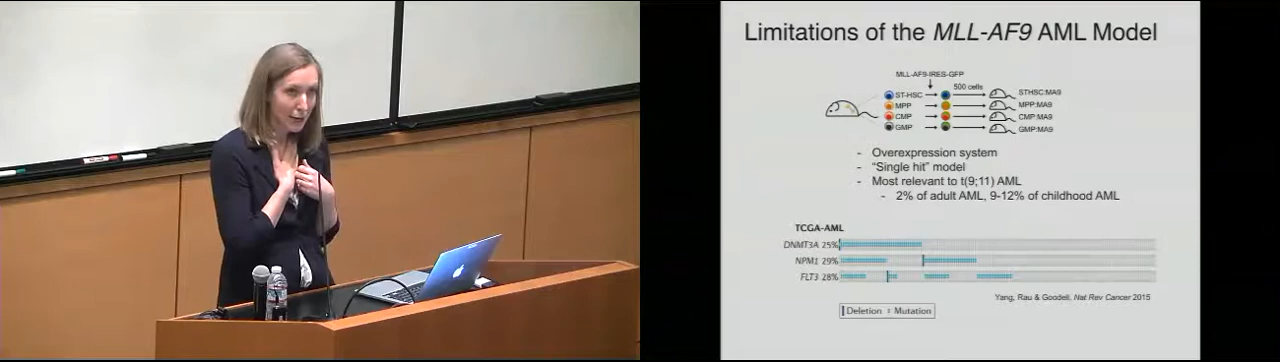 Limitations of the MLL-AF9 AML Model
MLL-AF9-IRES-GFP
500 cells
ST-HSC
STHSC:MA9
MPP
MPP:MA9
CMP
CMP:MA9
GMP
GMP:MA9
- Overexpression system
- “Single hit” model
- Most relevant to t(9;11) AML
- 2% of adult AML, 9-12% of childhood AML
TCGA-AML
DNMT3A 25%
NPM1 29%
FLT3 28%
Yang, Rau & Goodell, Nat Rev Cancer 2015
Deletion Mutation